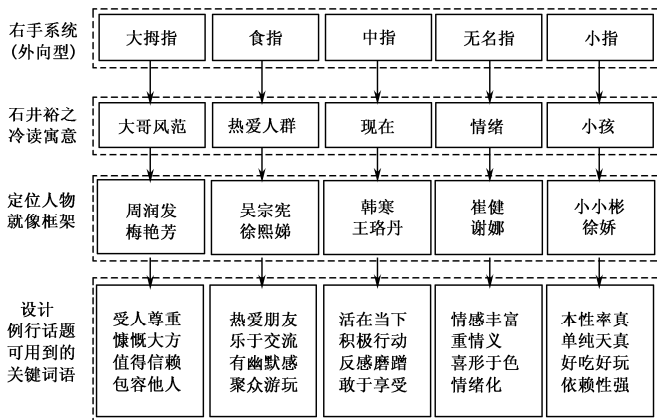 右手系统
(外向型)
大拇指
食指
中指
无名指
小指
石井裕之
冷读寓意
大哥风范
热爱人群
现在
情绪
小孩
定位人物
就像框架
周润发
梅艳芳
吴宗宪
徐熙娣
韩寒
王珞丹
崔健
谢娜
小小彬
徐娇
设计
例行话题
可用到的
关键词语
受人尊重
慷慨大方
值得信赖
包容他人
热爱朋友
乐于交流
有幽默感
聚众游玩
活在当下
积极行动
反感磨蹭
敢于享受
情感丰富
重情义
喜形于色
情绪化
本性率真
单纯天真
好吃好玩
依赖性强